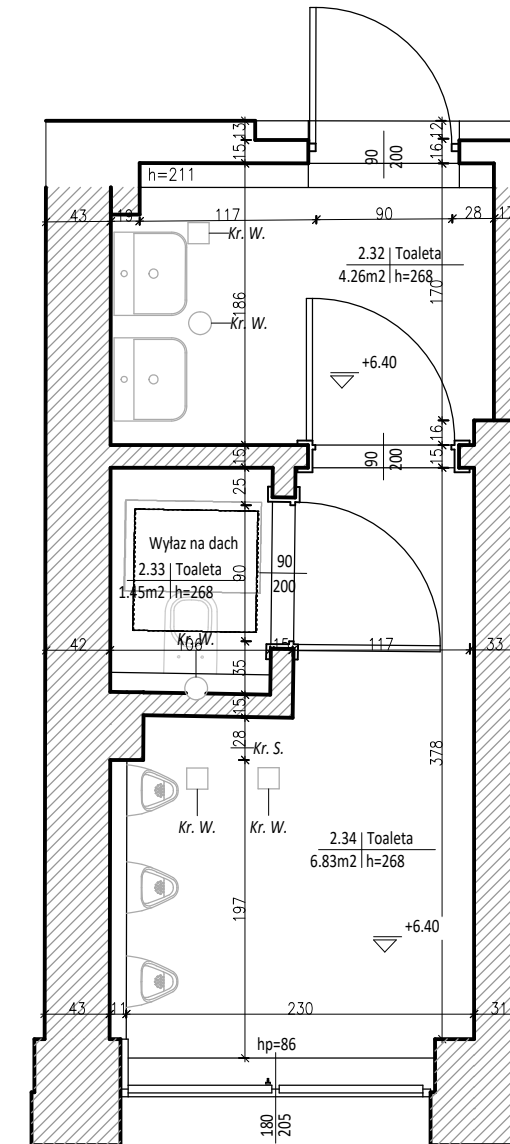 13
12
15
16
90
200
h=211
43
19
117
90
28
Kr. W.
2.32 Toaleta
4.26m2 h=268
186
170
Kr. W.
+6.40
16
15
15
90
200
25
Wyłaz na dach
90
90
200
2.33 Toaleta
1.45m2 h=268
Kr. W.
42
106
15
117
33
35
15
28
Kr. S.
378
Kr. W.
Kr. W.
2.34 Toaleta
6.83m2 h=268
197
+6.40
43
11
230
31
hp=86
180
205